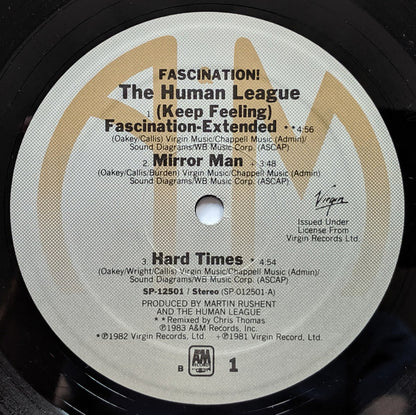 FASCINATION!
The Human League
1. (Keep Feeling)
Fascination-Extended **4:56
(Oakey/Callis) Virgin Music/Chappell Music (Admin)/
Sound Diagrams/WB Music Corp. (ASCAP)
2. Mirror Man + 3:48
(Oakey/Callis/Burden) Virgin Music/Chappell Music (Admin)/
Sound Diagrams/WB Music Corp. (ASCAP)
Virgin
Issued Under
License From
Virgin Records Ltd.
3. Hard Times * 4:54
(Oakey/Wright/Callis) Virgin Music/Chappell Music (Admin)/
Sound Diagrams/WB Music Corp. (ASCAP)
SP-12501 / Stereo (SP-012501-A)
PRODUCED BY MARTIN RUSHENT
AND THE HUMAN LEAGUE
**Remixed by Chris Thomas
℗1983 A&M Records, Inc.
+℗1982 Virgin Records, Ltd. *℗1981 Virgin Records, Ltd.
B A&M RECORDS 1